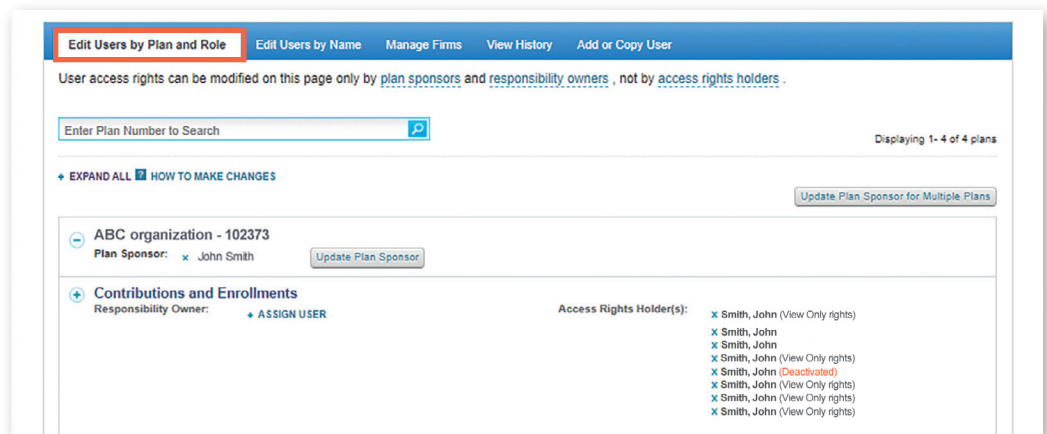 Edit Users by Plan and Role Edit Users by Name Manage Firms View History Add or Copy User
User access rights can be modified on this page only by plan sponsors and responsibility owners , not by access rights holders .
Enter Plan Number to Search
Displaying 1- 4 of 4 plans
+ EXPAND ALL ? HOW TO MAKE CHANGES
Update Plan Sponsor for Multiple Plans
ABC organization - 102373
Plan Sponsor: x John Smith Update Plan Sponsor
Contributions and Enrollments
Responsibility Owner: + ASSIGN USER Access Rights Holder(s): x Smith, John (View Only rights)
x Smith, John
x Smith, John
x Smith, John (View Only rights)
x Smith, John (Deactivated)
x Smith, John (View Only rights)
x Smith, John (View Only rights)
x Smith, John (View Only rights)